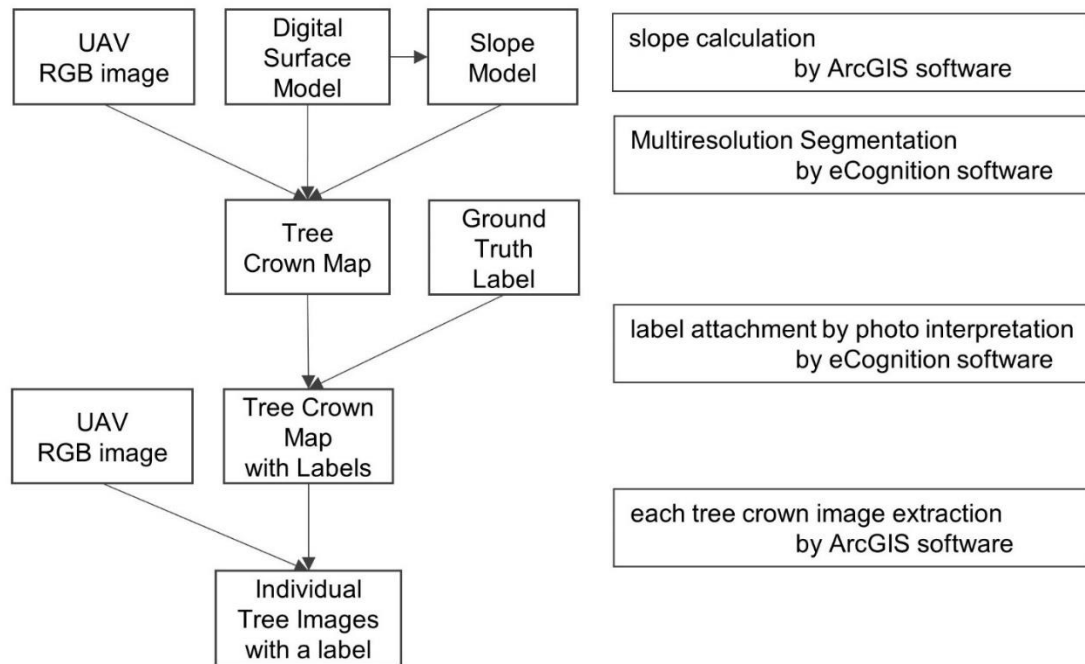 UAV
RGB image
Digital
Surface
Model
Slope
Model
slope calculation
by ArcGIS software
Multiresolution Segmentation
by eCognition software
Tree
Crown Map
Ground
Truth
Label
label attachment by photo interpretation
by eCognition software
UAV
RGB image
Tree Crown
Map
with Labels
each tree crown image extraction
by ArcGIS software
Individual
Tree Images
with a label